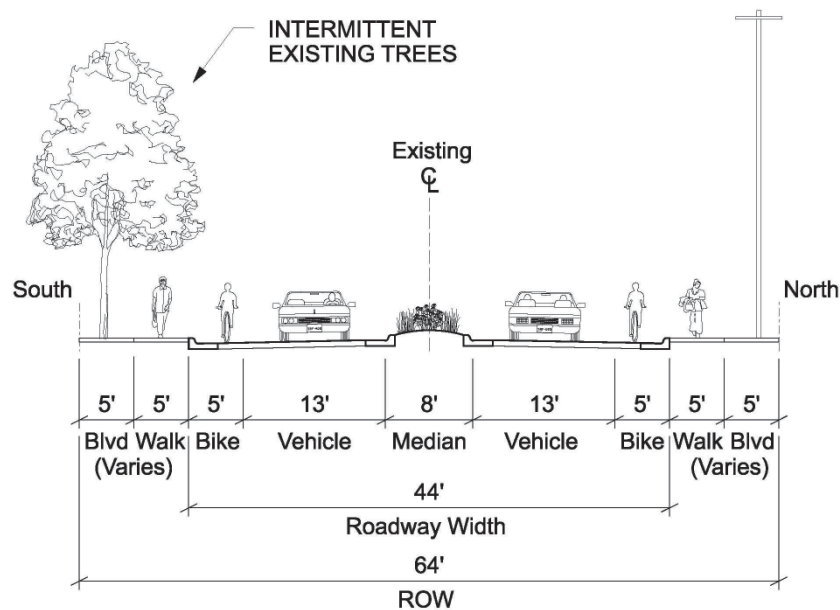 INTERMITTENT
EXISTING TREES
Existing
CL
South
North
5' 5' 5' 13' 8' 13' 5' 5' 5'
Blvd Walk Bike Vehicle Median Vehicle Bike Walk Blvd
(Varies) (Varies)
44'
Roadway Width
64'
ROW